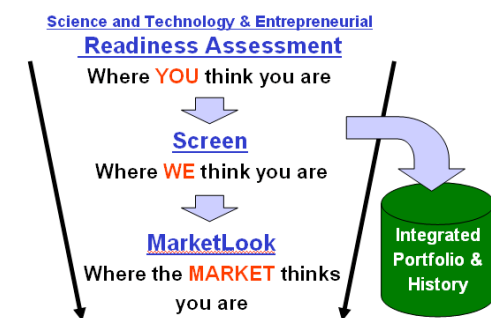 Science and Technology & Entrepreneurial
Readiness Assessment
Where YOU think you are
Screen
Where WE think you are
MarketLook
Where the MARKET thinks
you are
Integrated
Portfolio &
History